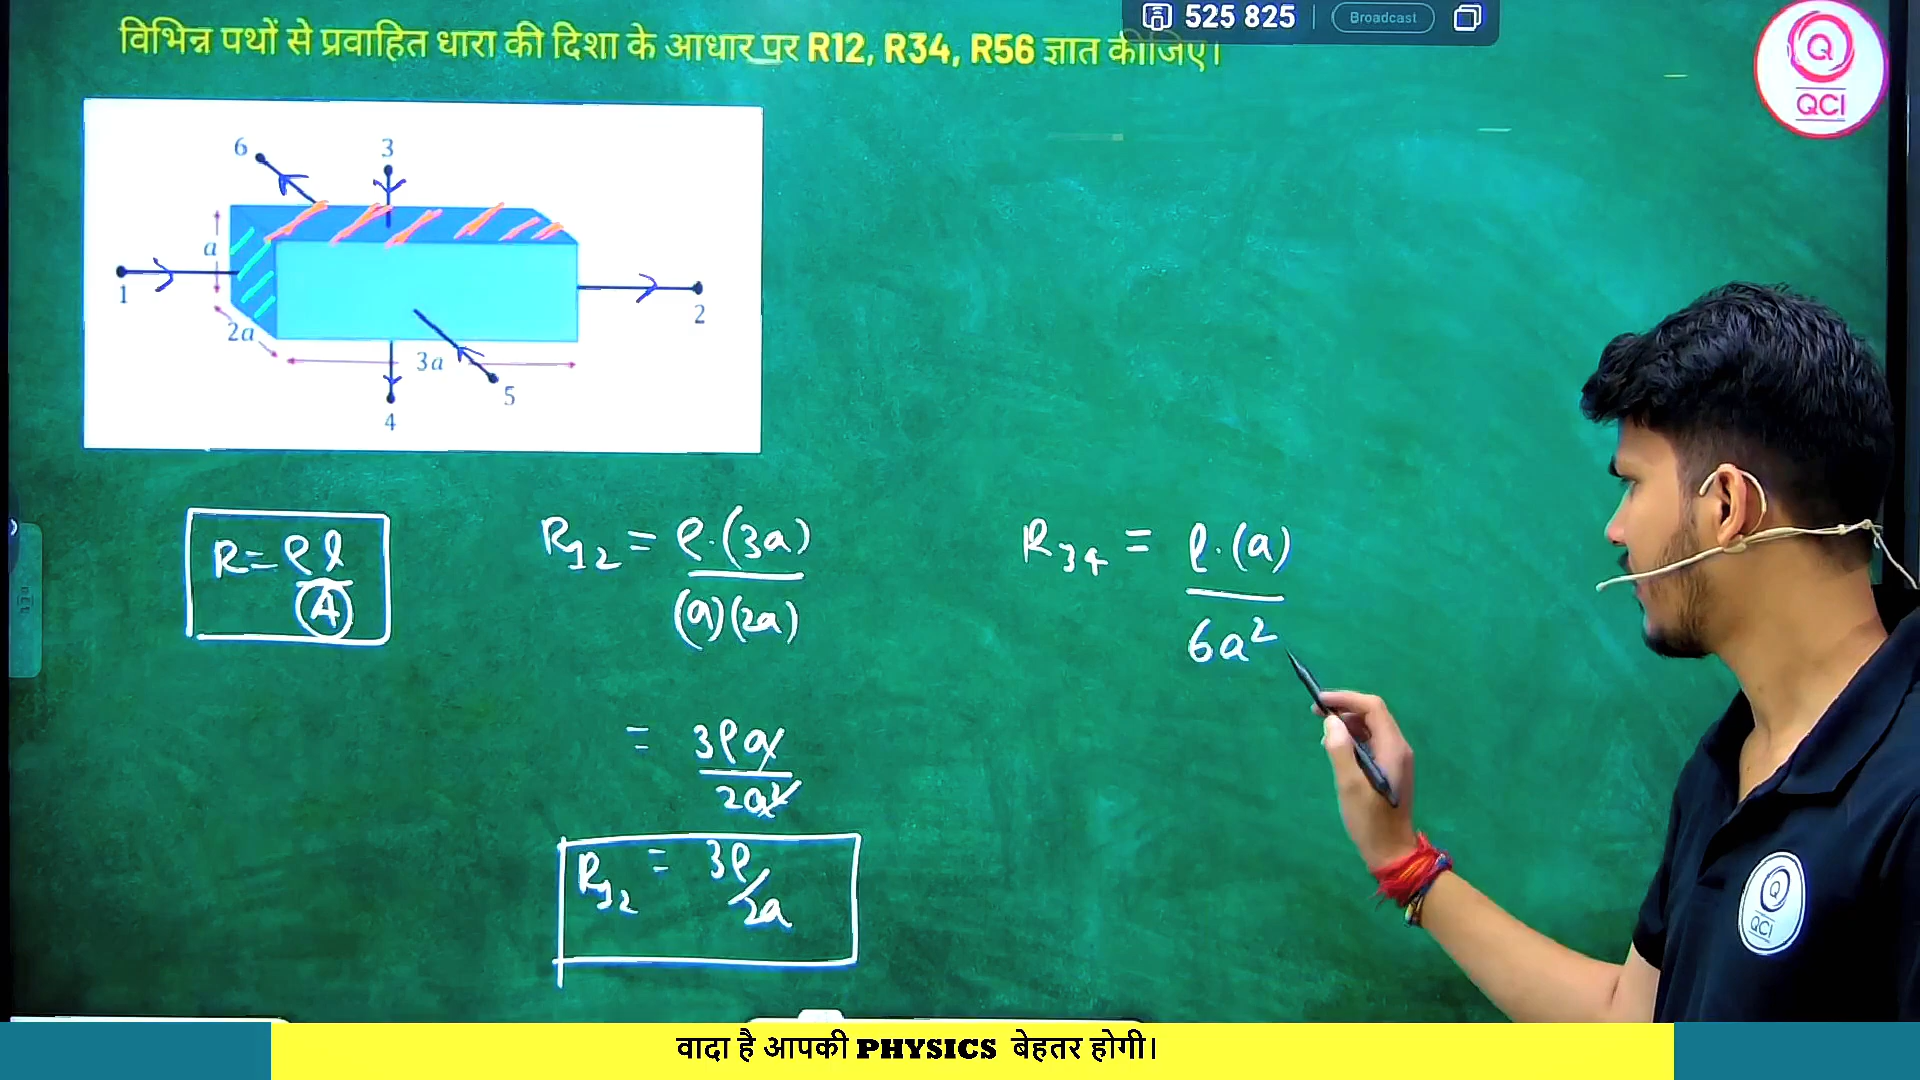 525 825 Broadcast
विभिन्न पथों से प्रवाहित धारा की दिशा के आधार पर R12, R34, R56 ज्ञात कीजिए।
Q
QCI
6
3
a
1
2
2a
3a
5
4
R = ρl/A
R12 = ρ.(3a)/(a)(2a)
R34 = ρ.(a)/6a²
= 3ρa/2a²
R12 = 3ρ/2a
Q
QCI
वादा है आपकी PHYSICS बेहतर होगी।